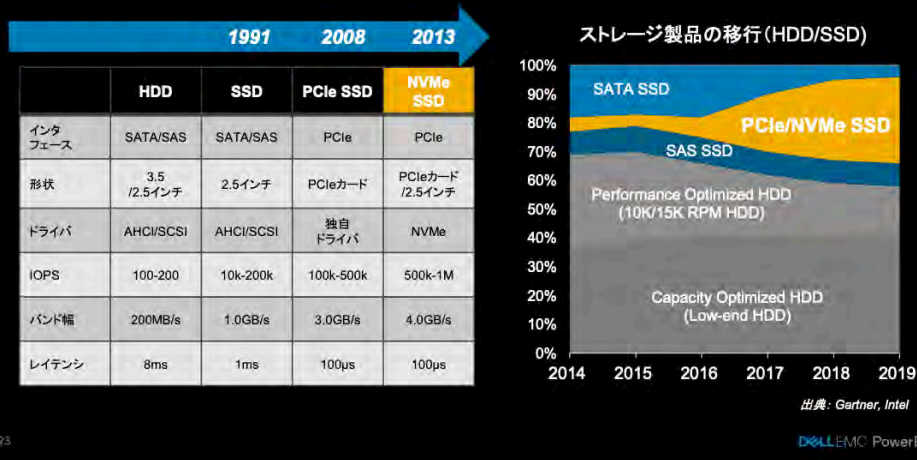 1991 2008 2013
HDD SSD PCIe SSD NVMe
SSD
インタ
フェース SATA/SAS SATA/SAS PCIe PCIe
形状 3.5
/2.5インチ 2.5インチ PCIeカード PCIeカード
/2.5インチ
ドライバ AHCI/SCSI AHCI/SCSI 独自
ドライバ NVMe
IOPS 100-200 10k-200k 100k-500k 500k-1M
バンド幅 200MB/s 1.0GB/s 3.0GB/s 4.0GB/s
レイテンシ 8ms 1ms 100μs 100μs
ストレージ製品の移行(HDD/SSD)
100%
90%
80%
70%
60%
50%
40%
30%
20%
10%
0%
SATA SSD
PCIe/NVMe SSD
SAS SSD
Performance Optimized HDD
(10K/15K RPM HDD)
Capacity Optimized HDD
(Low-end HDD)
2014 2015 2016 2017 2018 2019
出典: Gartner, Intel
23
DELLEMC